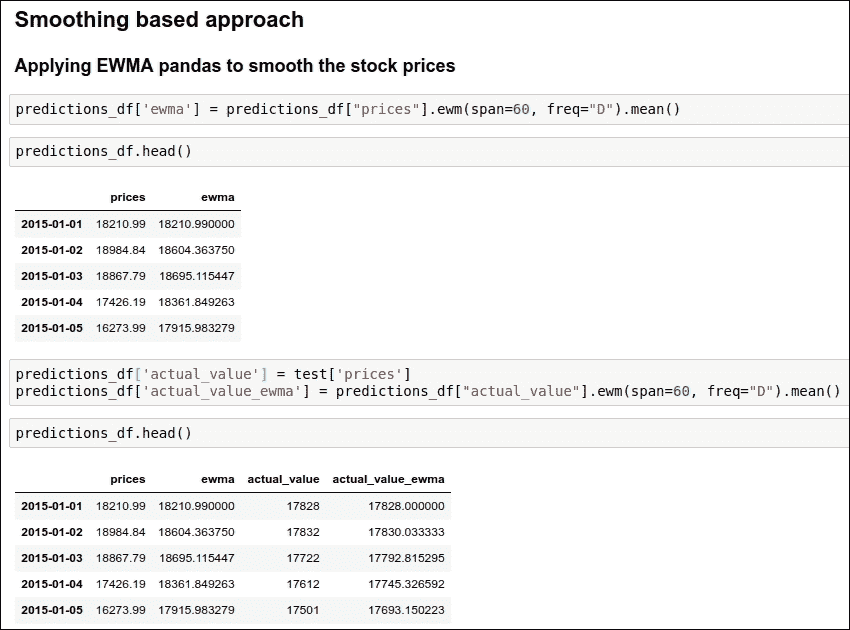 Smoothing based approach
Applying EWMA pandas to smooth the stock prices
predictions_df['ewma'] = predictions_df["prices"].ewm(span=60, freq="D").mean()
predictions_df.head()
prices ewma
2015-01-01 18210.99 18210.990000
2015-01-02 18984.84 18604.363750
2015-01-03 18867.79 18695.115447
2015-01-04 17426.19 18361.849263
2015-01-05 16273.99 17915.983279
predictions_df['actual_value'] = test['prices']
predictions_df['actual_value_ewma'] = predictions_df["actual_value"].ewm(span=60, freq="D").mean()
predictions_df.head()
prices ewma actual_value actual_value_ewma
2015-01-01 18210.99 18210.990000 17828 17828.000000
2015-01-02 18984.84 18604.363750 17832 17830.033333
2015-01-03 18867.79 18695.115447 17722 17792.815295
2015-01-04 17426.19 18361.849263 17612 17745.326592
2015-01-05 16273.99 17915.983279 17501 17693.150223